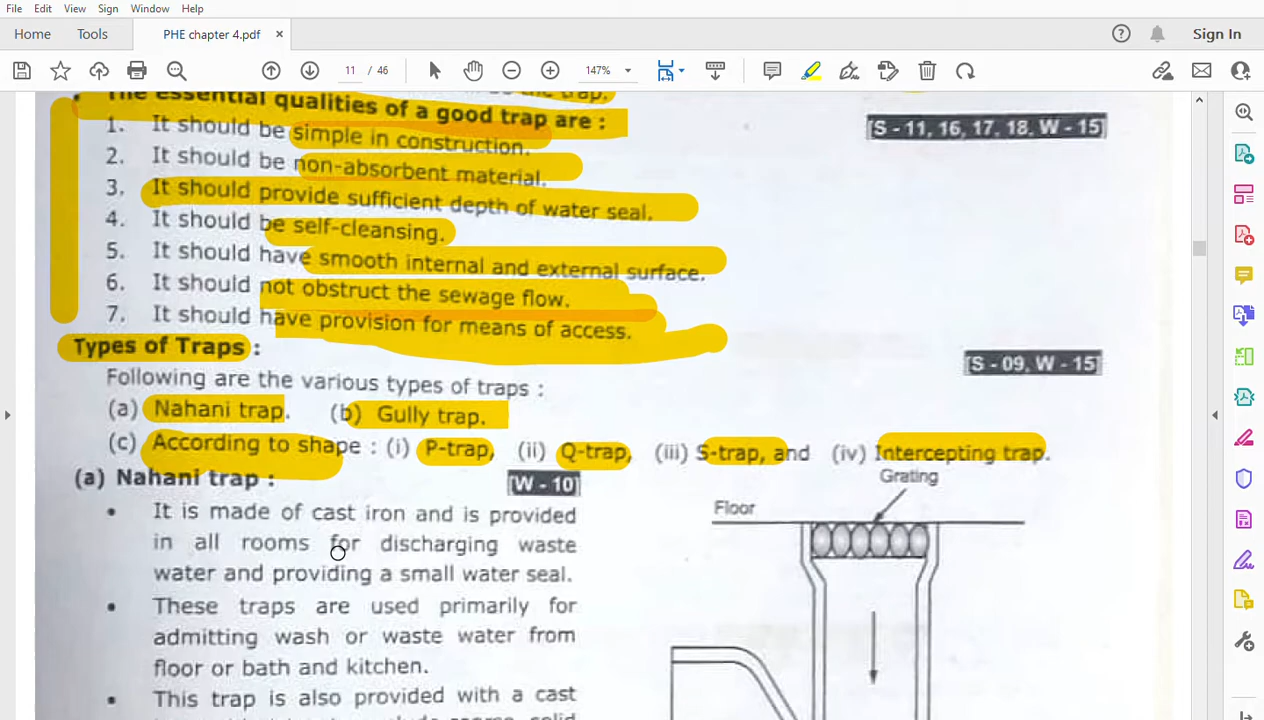 File Edit View Sign Window Help
Home Tools PHE chapter 4.pdf × Sign In
11 / 46 147%
the trap.
The essential qualities of a good trap are :
1. It should be simple in construction. [S - 11, 16, 17, 18, W - 15]
2. It should be non-absorbent material.
3. It should provide sufficient depth of water seal.
4. It should be self-cleansing.
5. It should have smooth internal and external surface.
6. It should not obstruct the sewage flow.
7. It should have provision for means of access.
Types of Traps : [S - 09, W - 15]
Following are the various types of traps :
(a) Nahani trap. (b) Gully trap.
(c) According to shape : (i) P-trap, (ii) Q-trap, (iii) S-trap, and (iv) Intercepting trap.
(a) Nahani trap : [W - 10]
• It is made of cast iron and is provided
in all rooms for discharging waste
water and providing a small water seal.
• These traps are used primarily for
admitting wash or waste water from
floor or bath and kitchen.
• This trap is also provided with a cast
Grating
Floor